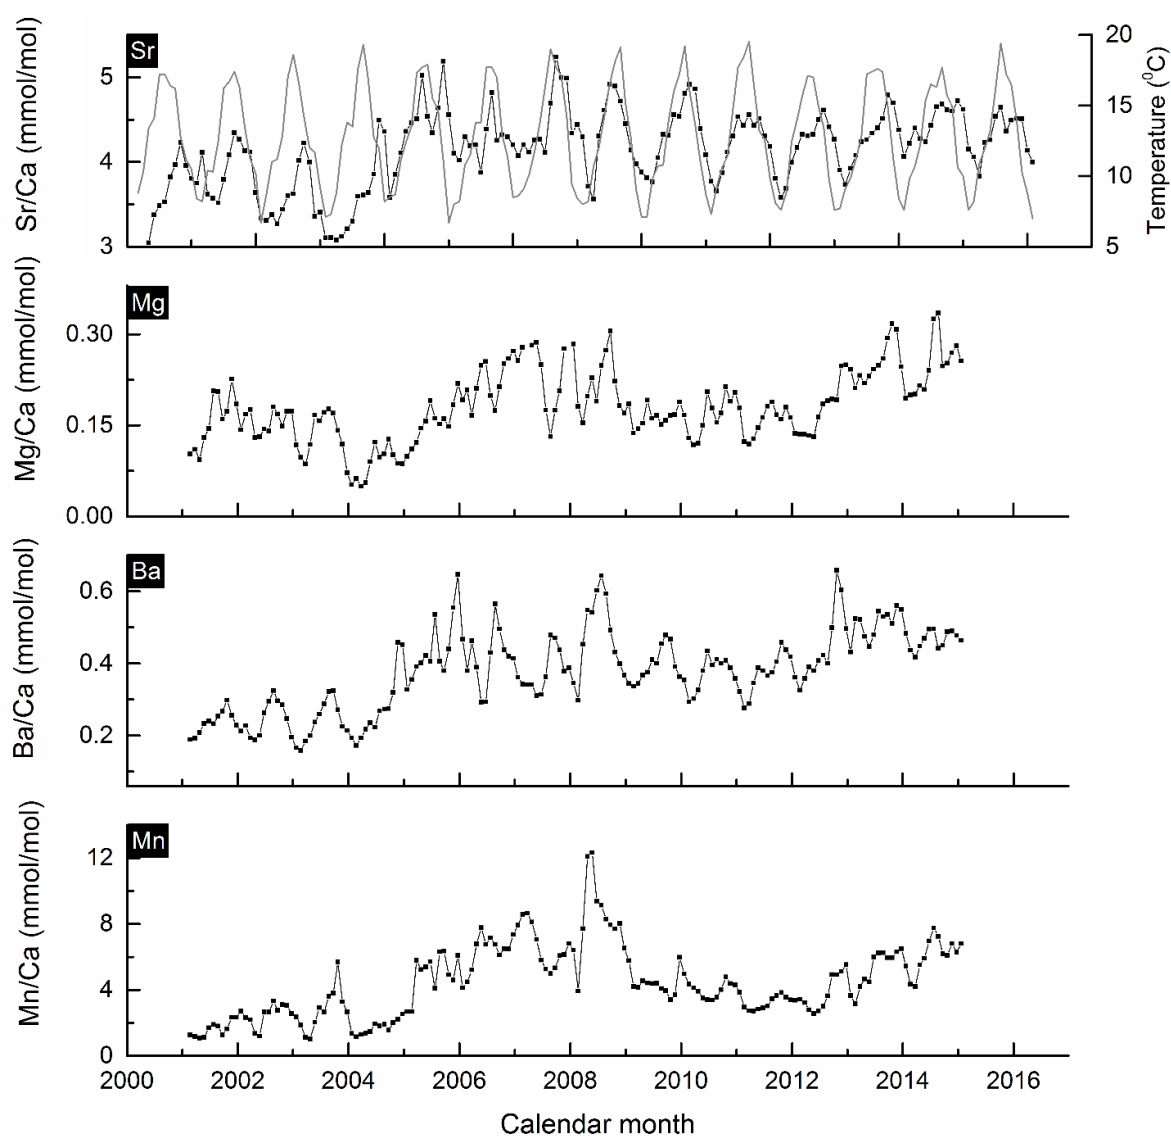 Sr
Sr/Ca (mmol/mol)
5
4
3
20
15
10
5
Temperature (⁰C)
Mg
Mg/Ca (mmol/mol)
0.30
0.15
0.00
Ba
Ba/Ca (mmol/mol)
0.6
0.4
0.2
Mn
Mn/Ca (mmol/mol)
12
8
4
0
2000 2002 2004 2006 2008 2010 2012 2014 2016
Calendar month